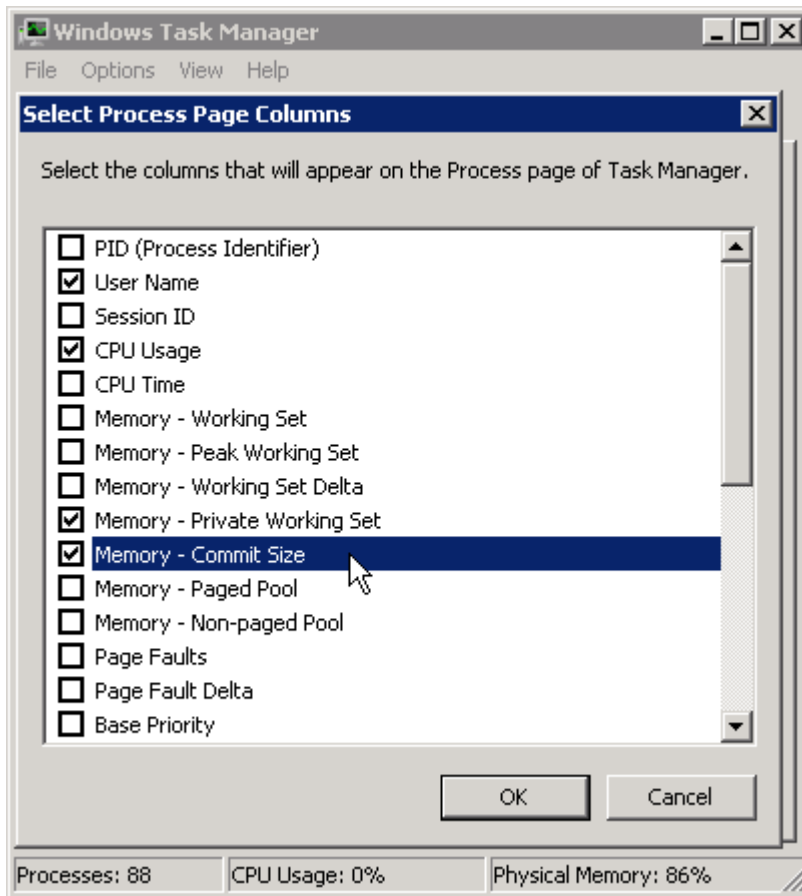 Windows Task Manager
File Options View Help
Select Process Page Columns
Select the columns that will appear on the Process page of Task Manager.
PID (Process Identifier)
User Name
Session ID
CPU Usage
CPU Time
Memory - Working Set
Memory - Peak Working Set
Memory - Working Set Delta
Memory - Private Working Set
Memory - Commit Size
Memory - Paged Pool
Memory - Non-paged Pool
Page Faults
Page Fault Delta
Base Priority
OK Cancel
Processes: 88 CPU Usage: 0% Physical Memory: 86%